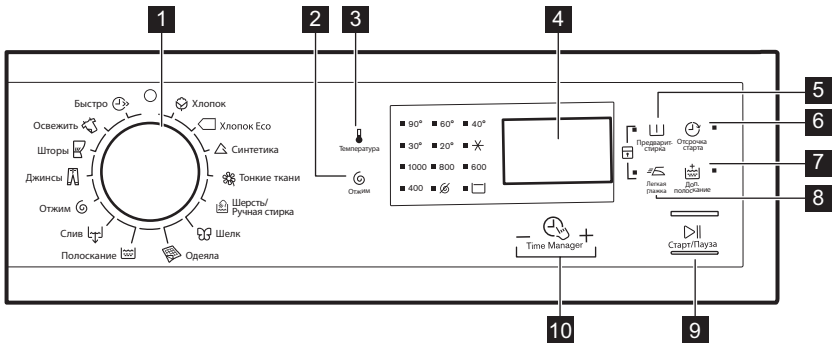 1
2
3
4
5
6
7
8
9
10
Быстро
Освежить
Шторы
Джинсы
Отжим
Слив
Полоскание
Хлопок
Хлопок Eco
Синтетика
Тонкие ткани
Шерсть/
Ручная стирка
Шелк
Одеяла
Температура
Отжим
90° 60° 40°
30° 20°
1000 800 600
400
Предварит.
стирка
Отсрочка
старта
Легкая
глажка
Доп.
полоскание
Старт/Пауза
− +
Time Manager